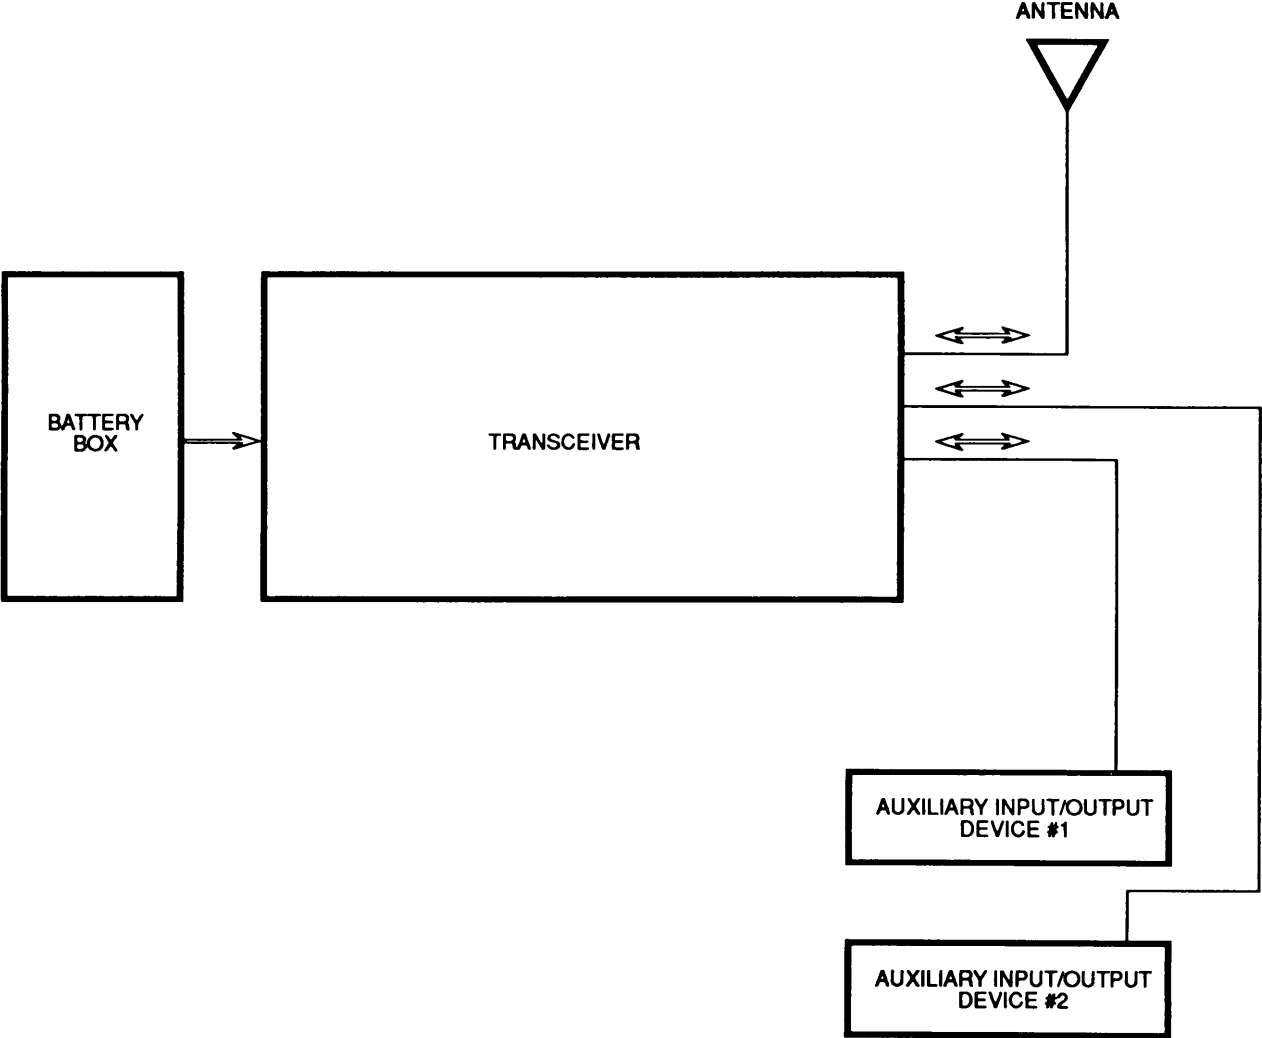 ANTENNA
BATTERY
BOX
TRANSCEIVER
AUXILIARY INPUT/OUTPUT
DEVICE #1
AUXILIARY INPUT/OUTPUT
DEVICE #2